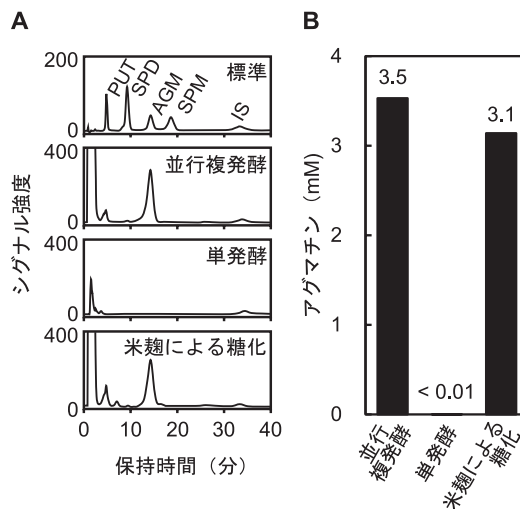 A
シグナル強度
200
0
標準
PUT
SPD
AGM
SPM
IS
400
0
並行複発酵
400
0
単発酵
400
0
米麹による糖化
0 10 20 30 40
保持時間（分）
B
アグマチン（mM）
4
3
2
1
0
3.5
< 0.01
3.1
並行
複発酵
単発酵
米麹による
糖化